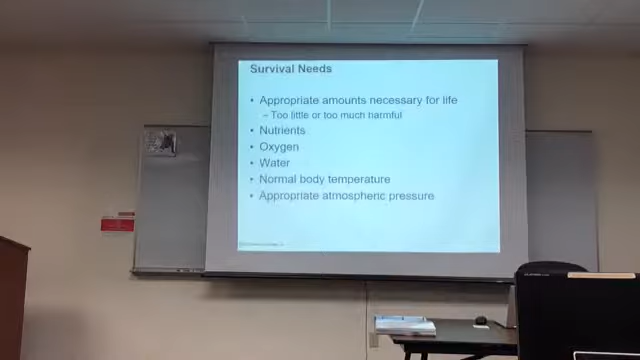 Survival Needs
• Appropriate amounts necessary for life
– Too little or too much harmful
• Nutrients
• Oxygen
• Water
• Normal body temperature
• Appropriate atmospheric pressure